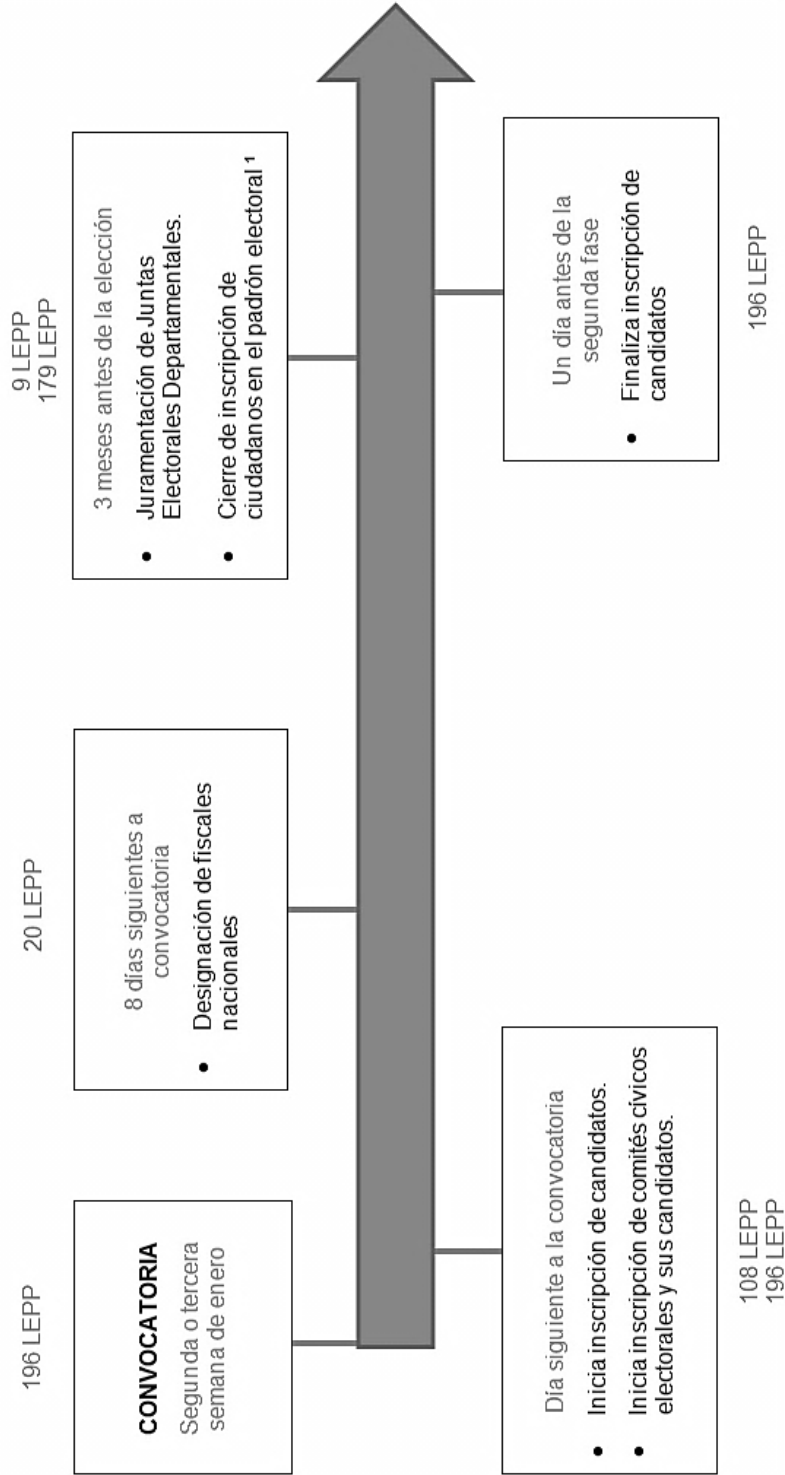 196 LEPP
CONVOCATORIA
Segunda o tercera
semana de enero
Día siguiente a la convocatoria
• Inicia inscripción de candidatos.
• Inicia inscripción de comités cívicos
electorales y sus candidatos.
108 LEPP
196 LEPP
20 LEPP
8 días siguientes a
convocatoria
• Designación de fiscales
nacionales
9 LEPP
179 LEPP
3 meses antes de la elección
• Juramentación de Juntas
Electorales Departamentales.
• Cierre de inscripción de
ciudadanos en el padrón electoral ¹
Un día antes de la
segunda fase
• Finaliza inscripción de
candidatos
196 LEPP